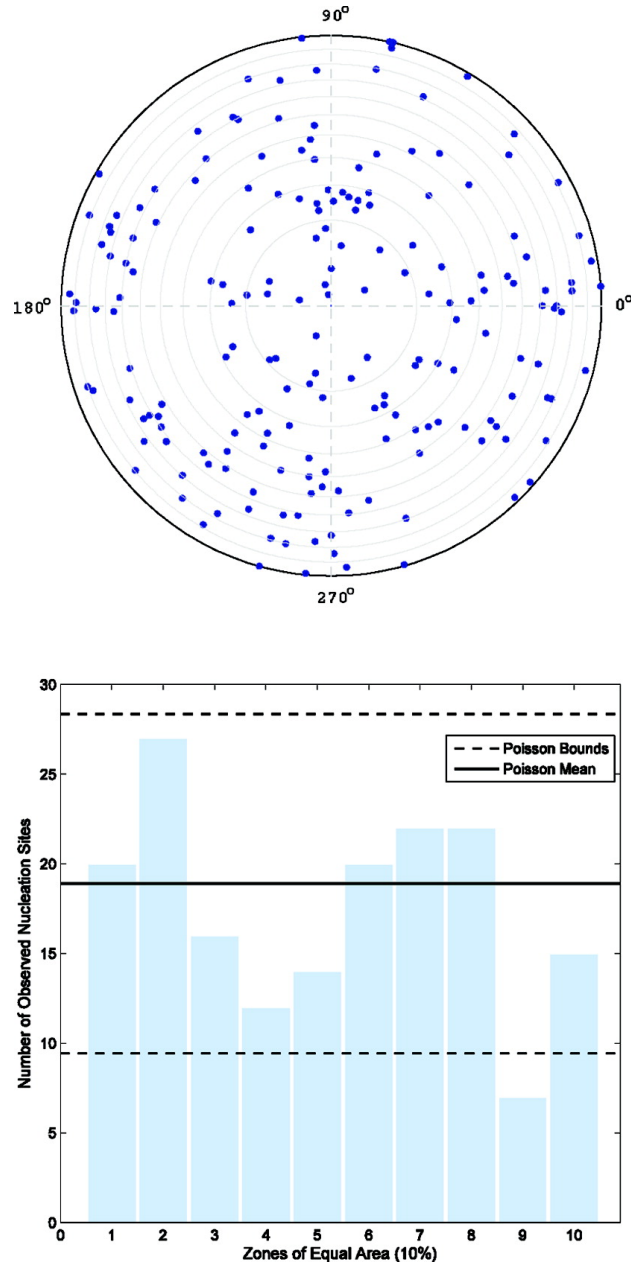 90°
180°
0°
270°
30
25
20
15
10
5
0
Number of Observed Nucleation Sites
Poisson Bounds
Poisson Mean
0 1 2 3 4 5 6 7 8 9 10
Zones of Equal Area (10%)